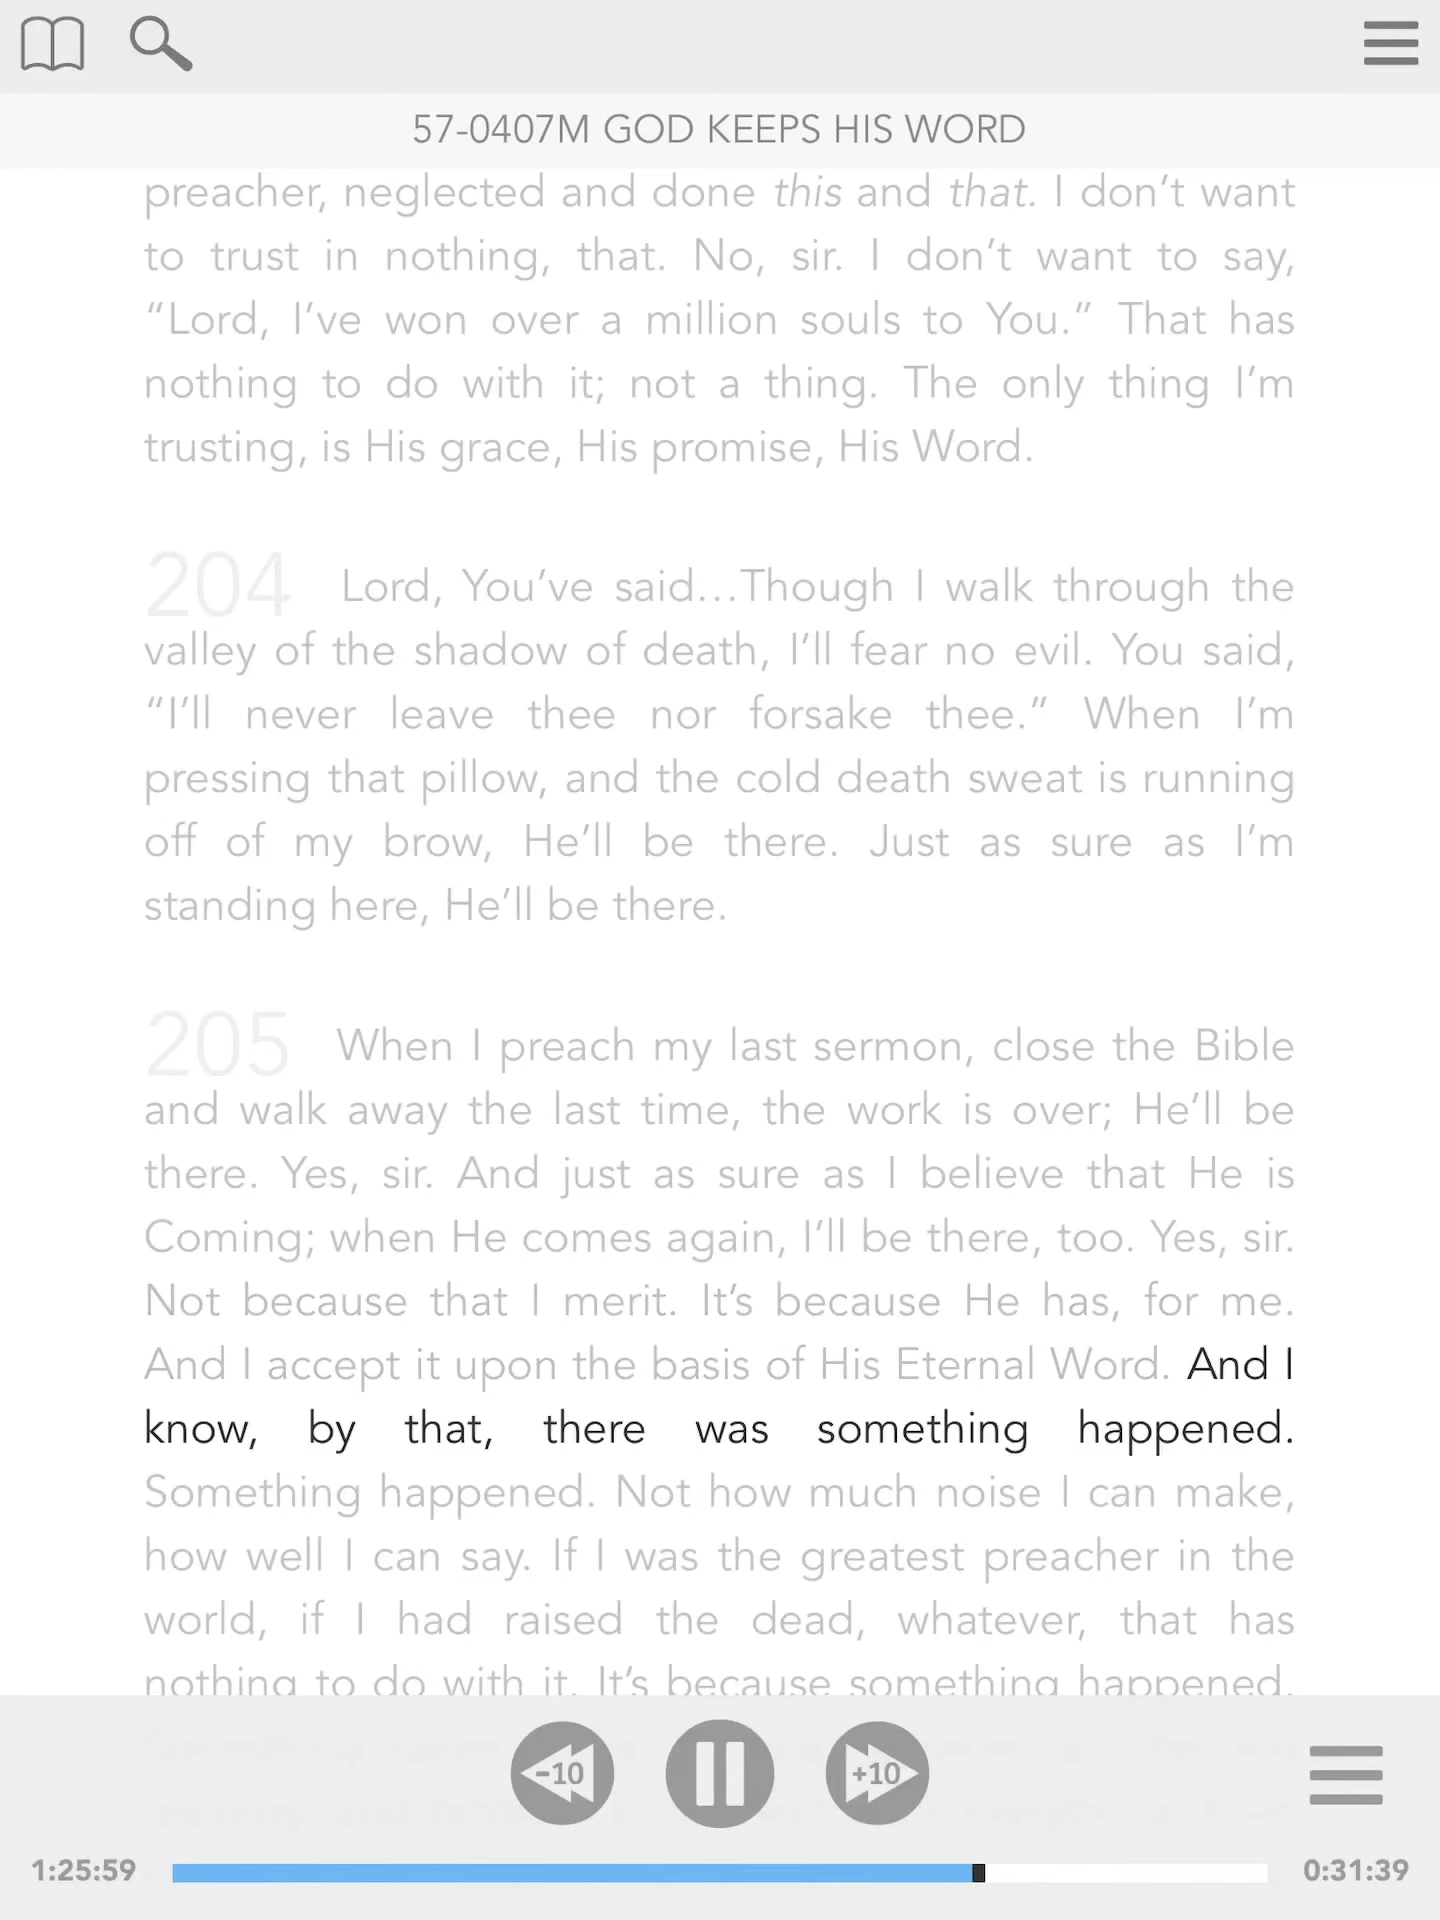 57-0407M GOD KEEPS HIS WORD
preacher, neglected and done this and that. I don’t want
to trust in nothing, that. No, sir. I don’t want to say,
“Lord, I’ve won over a million souls to You.” That has
nothing to do with it; not a thing. The only thing I’m
trusting, is His grace, His promise, His Word.
204 Lord, You’ve said…Though I walk through the
valley of the shadow of death, I’ll fear no evil. You said,
“I’ll never leave thee nor forsake thee.” When I’m
pressing that pillow, and the cold death sweat is running
off of my brow, He’ll be there. Just as sure as I’m
standing here, He’ll be there.
205 When I preach my last sermon, close the Bible
and walk away the last time, the work is over; He’ll be
there. Yes, sir. And just as sure as I believe that He is
Coming; when He comes again, I’ll be there, too. Yes, sir.
Not because that I merit. It’s because He has, for me.
And I accept it upon the basis of His Eternal Word. And I
know, by that, there was something happened.
Something happened. Not how much noise I can make,
how well I can say. If I was the greatest preacher in the
world, if I had raised the dead, whatever, that has
nothing to do with it. It’s because something happened.
-10 +10
1:25:59 0:31:39